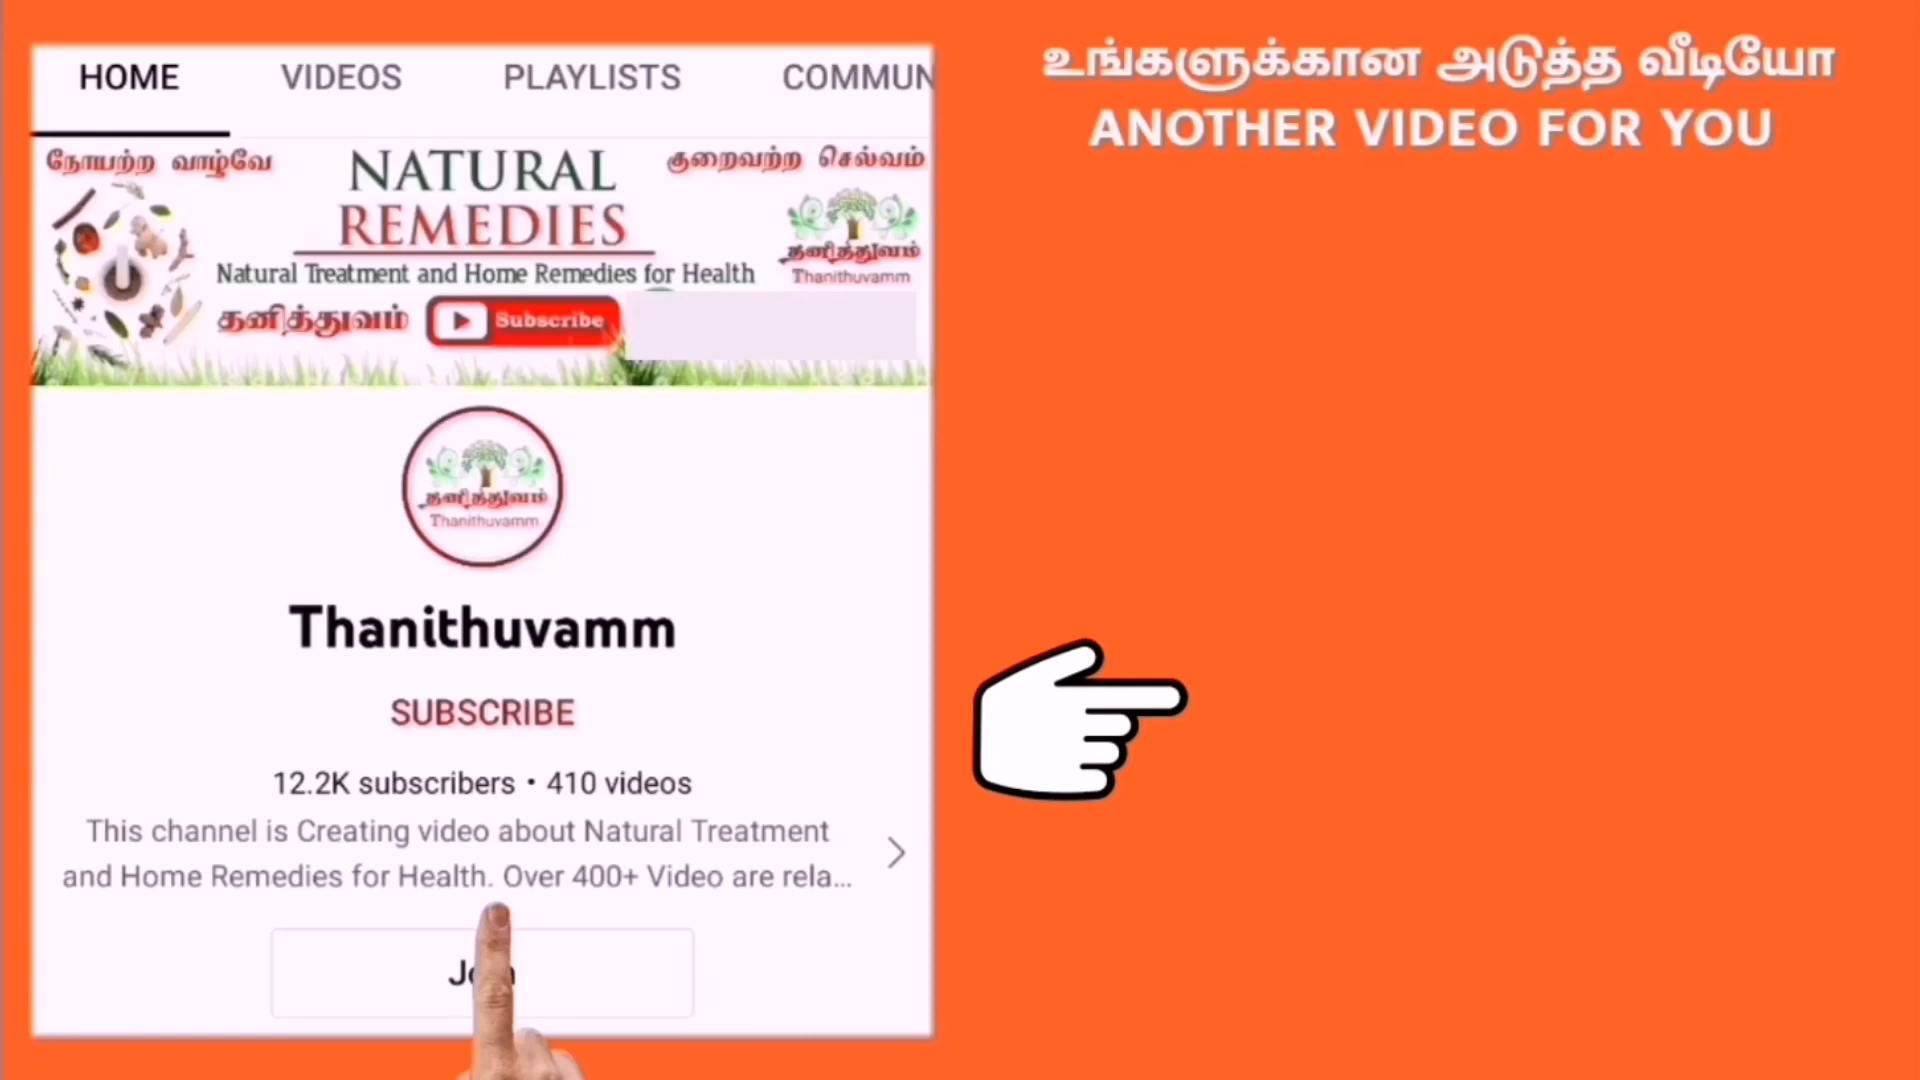 HOME VIDEOS PLAYLISTS COMMUN
நோயற்ற வாழ்வே
NATURAL
REMEDIES
குறைவற்ற செல்வம்
தனித்துவம்
Thanithuvamm
Natural Treatment and Home Remedies for Health
தனித்துவம்
Subscribe
தனித்துவம்
Thanithuvamm
Thanithuvamm
SUBSCRIBE
12.2K subscribers • 410 videos
This channel is Creating video about Natural Treatment
and Home Remedies for Health. Over 400+ Video are rela...
உங்களுக்கான அடுத்த வீடியோ
ANOTHER VIDEO FOR YOU